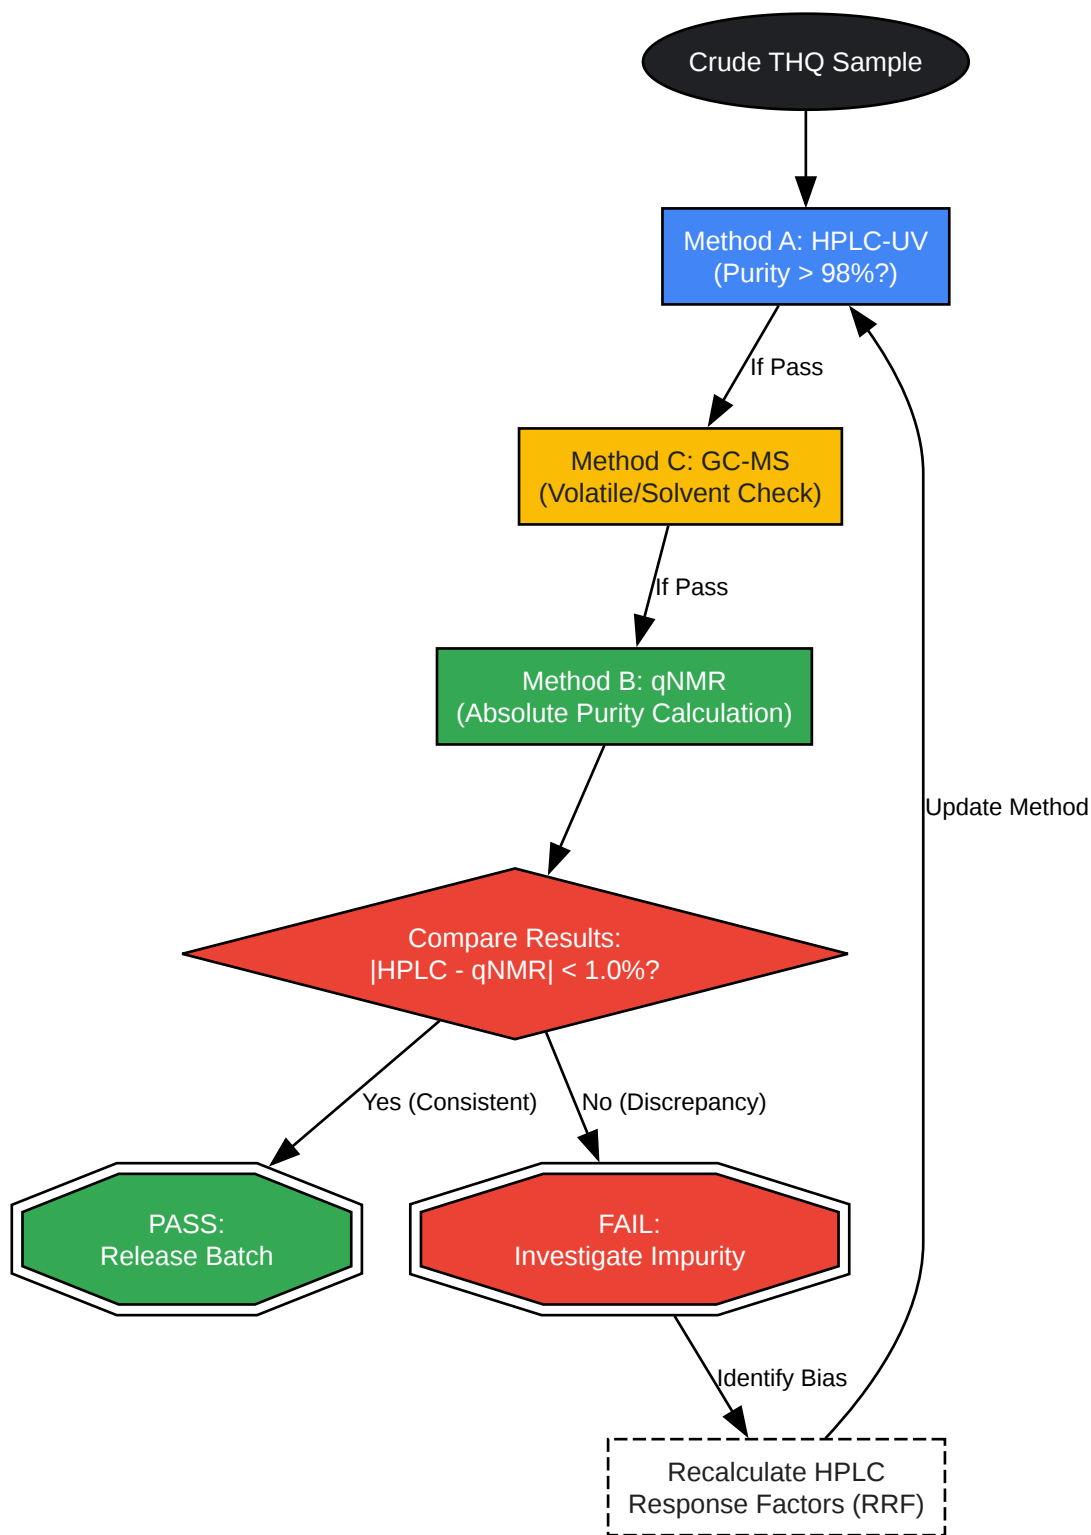 Crude THQ Sample
Method A: HPLC-UV
(Purity > 98%?)
If Pass
Method C: GC-MS
(Volatile/Solvent Check)
If Pass
Method B: qNMR
(Absolute Purity Calculation)
Update Method
Compare Results:
|HPLC - qNMR| < 1.0%?
Yes (Consistent)
No (Discrepancy)
PASS:
Release Batch
FAIL:
Investigate Impurity
Identify Bias
Recalculate HPLC
Response Factors (RRF)